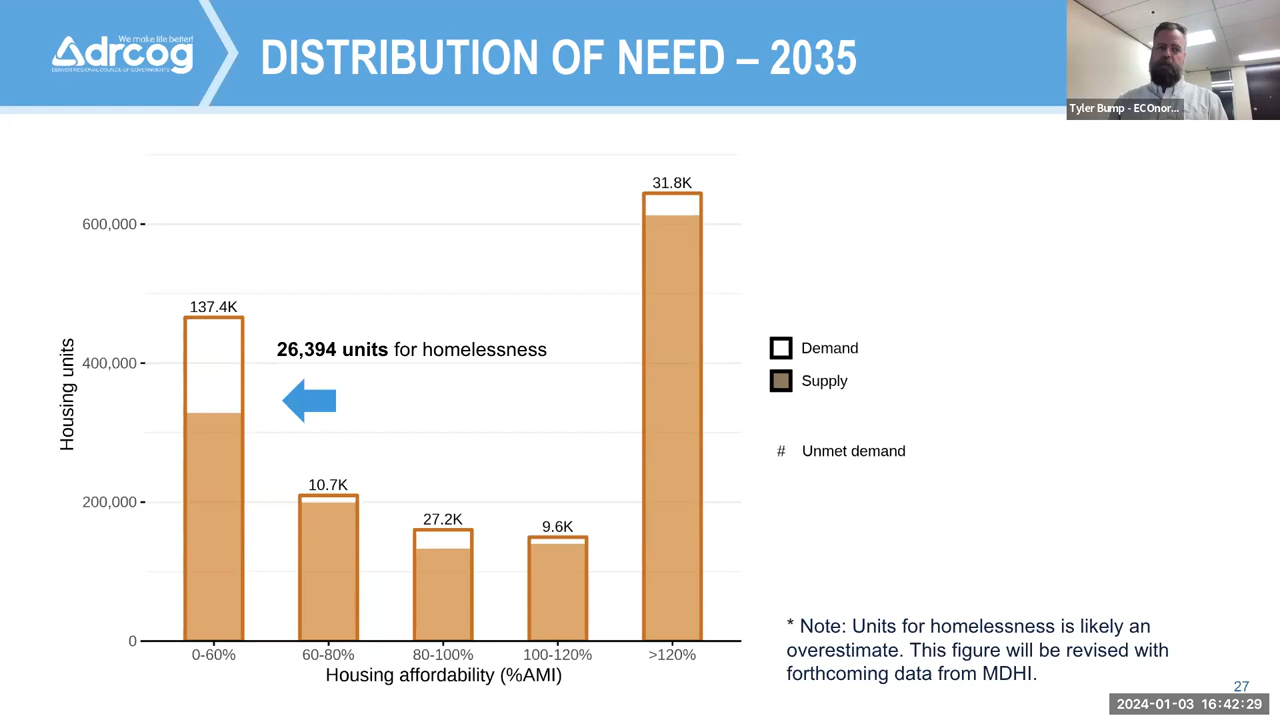 We make life better!
drcog
DENVER REGIONAL COUNCIL OF GOVERNMENTS
DISTRIBUTION OF NEED – 2035
Tyler Bump - ECOnor...
31.8K
600,000
137.4K
26,394 units for homelessness
400,000
Housing units
Demand
Supply
# Unmet demand
10.7K
200,000
27.2K
9.6K
0
0-60%
60-80%
80-100%
100-120%
>120%
Housing affordability (%AMI)
* Note: Units for homelessness is likely an
overestimate. This figure will be revised with
forthcoming data from MDHI.
27
2024-01-03 16:42:29